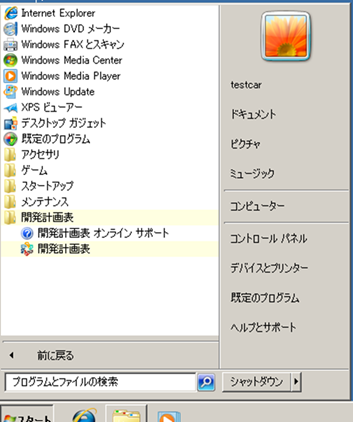 Internet Explorer
Windows DVD メーカー
Windows FAX とスキャン
Windows Media Center
Windows Media Player
Windows Update
XPS ビューアー
デスクトップ ガジェット
既定のプログラム
アクセサリ
ゲーム
スタートアップ
メンテナンス
開発計画表
開発計画表 オンライン サポート
開発計画表
前に戻る
プログラムとファイルの検索
testcar
ドキュメント
ピクチャ
ミュージック
コンピューター
コントロール パネル
デバイスとプリンター
既定のプログラム
ヘルプとサポート
シャットダウン
スタート